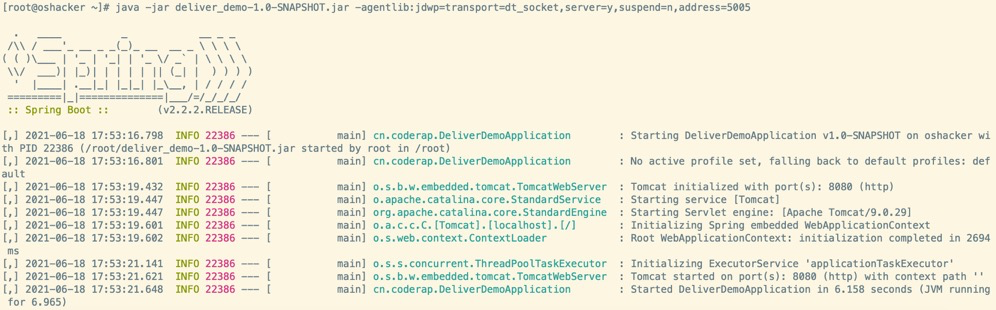 [root@oshacker ~]# java -jar deliver_demo-1.0-SNAPSHOT.jar -agentlib:jdwp=transport=dt_socket,server=y,suspend=n,address=5005
  .   ____          _            __ _ _
 /\\ / ___'_ __ _ _(_)_ __  __ _ \ \ \ \
( ( )\___ | '_ | '_| | '_ \/ _` | \ \ \ \
 \\/  ___)| |_)| | | | | || (_| |  ) ) ) )
  '  |____| .__|_| |_|_| |_\__, | / / / /
 =========|_|==============|___/=/_/_/_/
 :: Spring Boot ::        (v2.2.2.RELEASE)
[,] 2021-06-18 17:53:16.798  INFO 22386 --- [           main] cn.coderap.DeliverDemoApplication        : Starting DeliverDemoApplication v1.0-SNAPSHOT on oshacker wi
th PID 22386 (/root/deliver_demo-1.0-SNAPSHOT.jar started by root in /root)
[,] 2021-06-18 17:53:16.801  INFO 22386 --- [           main] cn.coderap.DeliverDemoApplication        : No active profile set, falling back to default profiles: def
ault
[,] 2021-06-18 17:53:19.432  INFO 22386 --- [           main] o.s.b.w.embedded.tomcat.TomcatWebServer  : Tomcat initialized with port(s): 8080 (http)
[,] 2021-06-18 17:53:19.447  INFO 22386 --- [           main] o.apache.catalina.core.StandardService   : Starting service [Tomcat]
[,] 2021-06-18 17:53:19.447  INFO 22386 --- [           main] org.apache.catalina.core.StandardEngine  : Starting Servlet engine: [Apache Tomcat/9.0.29]
[,] 2021-06-18 17:53:19.601  INFO 22386 --- [           main] o.a.c.c.C.[Tomcat].[localhost].[/]       : Initializing Spring embedded WebApplicationContext
[,] 2021-06-18 17:53:19.602  INFO 22386 --- [           main] o.s.web.context.ContextLoader            : Root WebApplicationContext: initialization completed in 2694
 ms
[,] 2021-06-18 17:53:21.141  INFO 22386 --- [           main] o.s.s.concurrent.ThreadPoolTaskExecutor  : Initializing ExecutorService 'applicationTaskExecutor'
[,] 2021-06-18 17:53:21.621  INFO 22386 --- [           main] o.s.b.w.embedded.tomcat.TomcatWebServer  : Tomcat started on port(s): 8080 (http) with context path ''
[,] 2021-06-18 17:53:21.648  INFO 22386 --- [           main] cn.coderap.DeliverDemoApplication        : Started DeliverDemoApplication in 6.158 seconds (JVM running
 for 6.965)